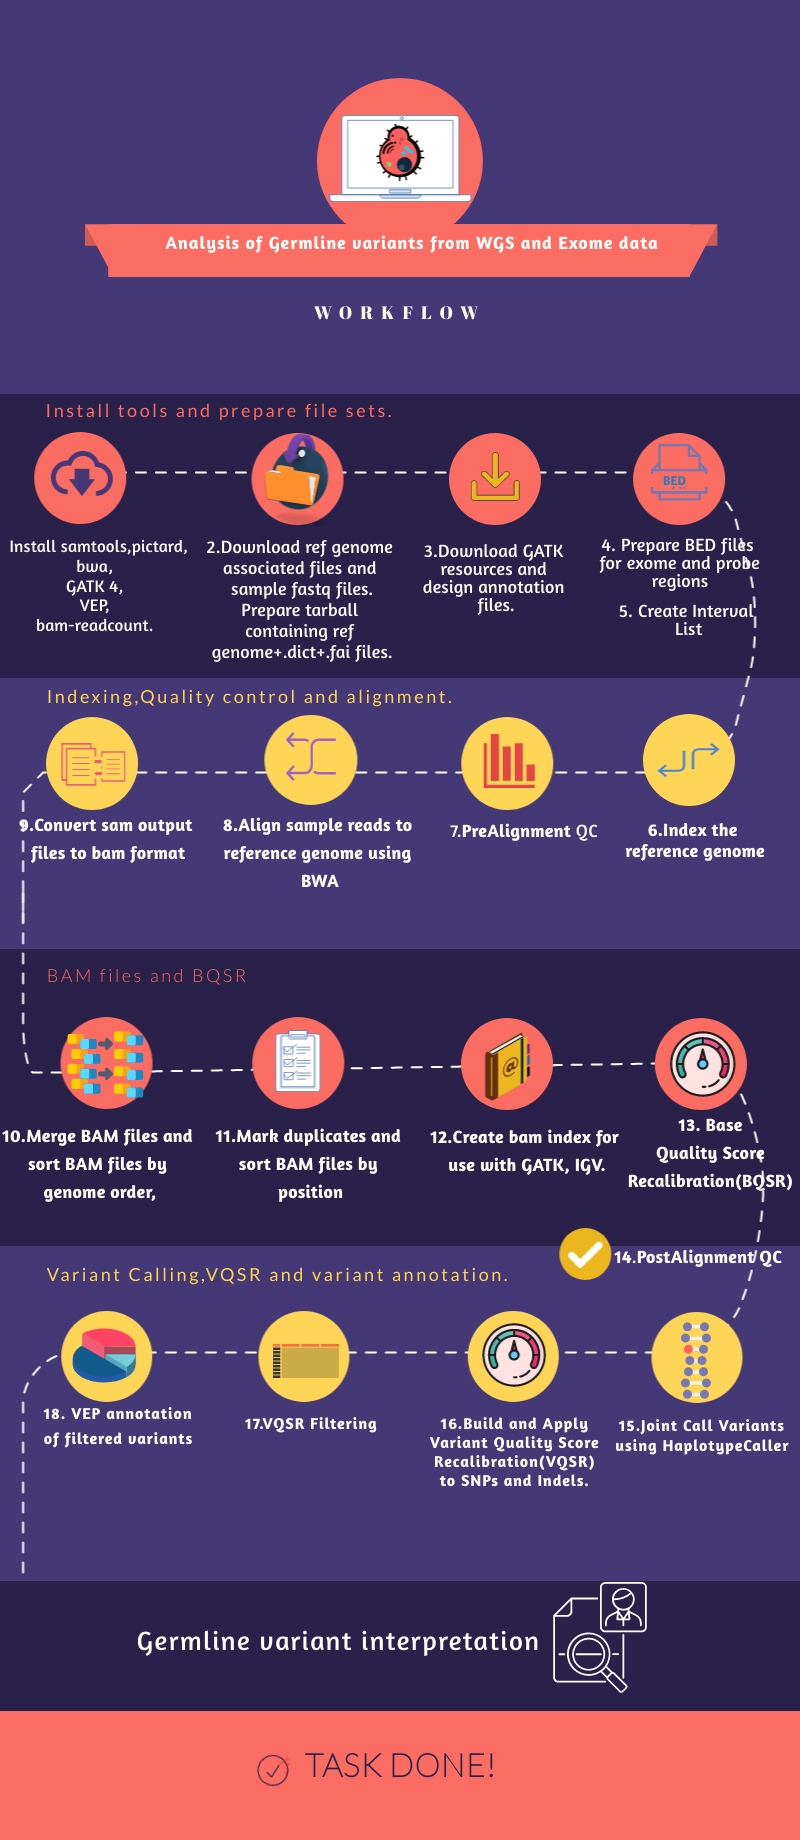 Analysis of Germline variants from WGS and Exome data
WORKFLOW
Install tools and prepare file sets.
BED
Install samtools,pictard,
bwa,
GATK 4,
VEP,
bam-readcount.
2.Download ref genome
associated files and
sample fastq files.
Prepare tarball
containing ref
genome+.dict+.fai files.
3.Download GATK
resources and
design annotation
files.
4. Prepare BED files
for exome and probe
regions
5. Create Interval
List
Indexing,Quality control and alignment.
9.Convert sam output
files to bam format
8.Align sample reads to
reference genome using
BWA
7.PreAlignment QC
6.Index the
reference genome
BAM files and BQSR
@
10.Merge BAM files and
sort BAM files by
genome order,
11.Mark duplicates and
sort BAM files by
position
12.Create bam index for
use with GATK, IGV.
13. Base
Quality Score
Recalibration(BQSR)
14.PostAlignment QC
Variant Calling,VQSR and variant annotation.
18. VEP annotation
of filtered variants
17.VQSR Filtering
16.Build and Apply
Variant Quality Score
Recalibration(VQSR)
to SNPs and Indels.
15.Joint Call Variants
using HaplotypeCaller
Germline variant interpretation
TASK DONE!